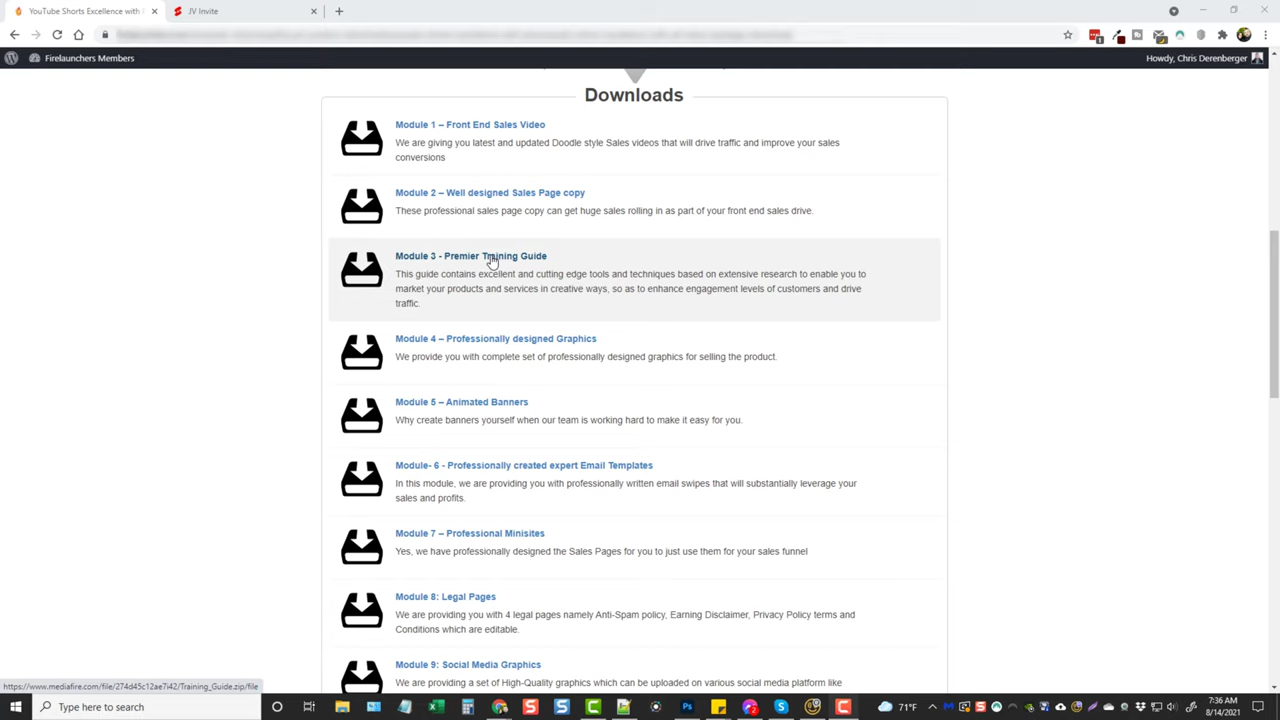 YouTube Shorts Excellence with F
JV Invite
Firelaunchers Members
Howdy, Chris Derenberger
Downloads
Module 1 – Front End Sales Video
We are giving you latest and updated Doodle style Sales videos that will drive traffic and improve your sales
conversions
Module 2 – Well designed Sales Page copy
These professional sales page copy can get huge sales rolling in as part of your front end sales drive.
Module 3 - Premier Training Guide
This guide contains excellent and cutting edge tools and techniques based on extensive research to enable you to
market your products and services in creative ways, so as to enhance engagement levels of customers and drive
traffic.
Module 4 – Professionally designed Graphics
We provide you with complete set of professionally designed graphics for selling the product.
Module 5 – Animated Banners
Why create banners yourself when our team is working hard to make it easy for you.
Module- 6 - Professionally created expert Email Templates
In this module, we are providing you with professionally written email swipes that will substantially leverage your
sales and profits.
Module 7 – Professional Minisites
Yes, we have professionally designed the Sales Pages for you to just use them for your sales funnel
Module 8: Legal Pages
We are providing you with 4 legal pages namely Anti-Spam policy, Earning Disclaimer, Privacy Policy terms and
Conditions which are editable.
Module 9: Social Media Graphics
We are providing a set of High-Quality graphics which can be uploaded on various social media platform like
https://www.mediafire.com/file/274d45c12ae7i42/Training_Guide.zip/file
Type here to search
71°F
7:36 AM
8/14/2021